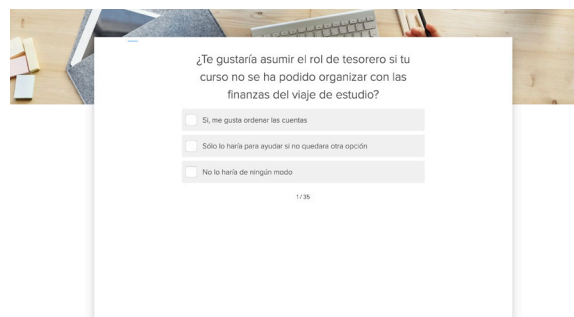 ¿Te gustaría asumir el rol de tesorero si tu
curso no se ha podido organizar con las
finanzas del viaje de estudio?
Si, me gusta ordenar las cuentas
Sólo lo haría para ayudar si no quedara otra opción
No lo haría de ningún modo
1 / 35